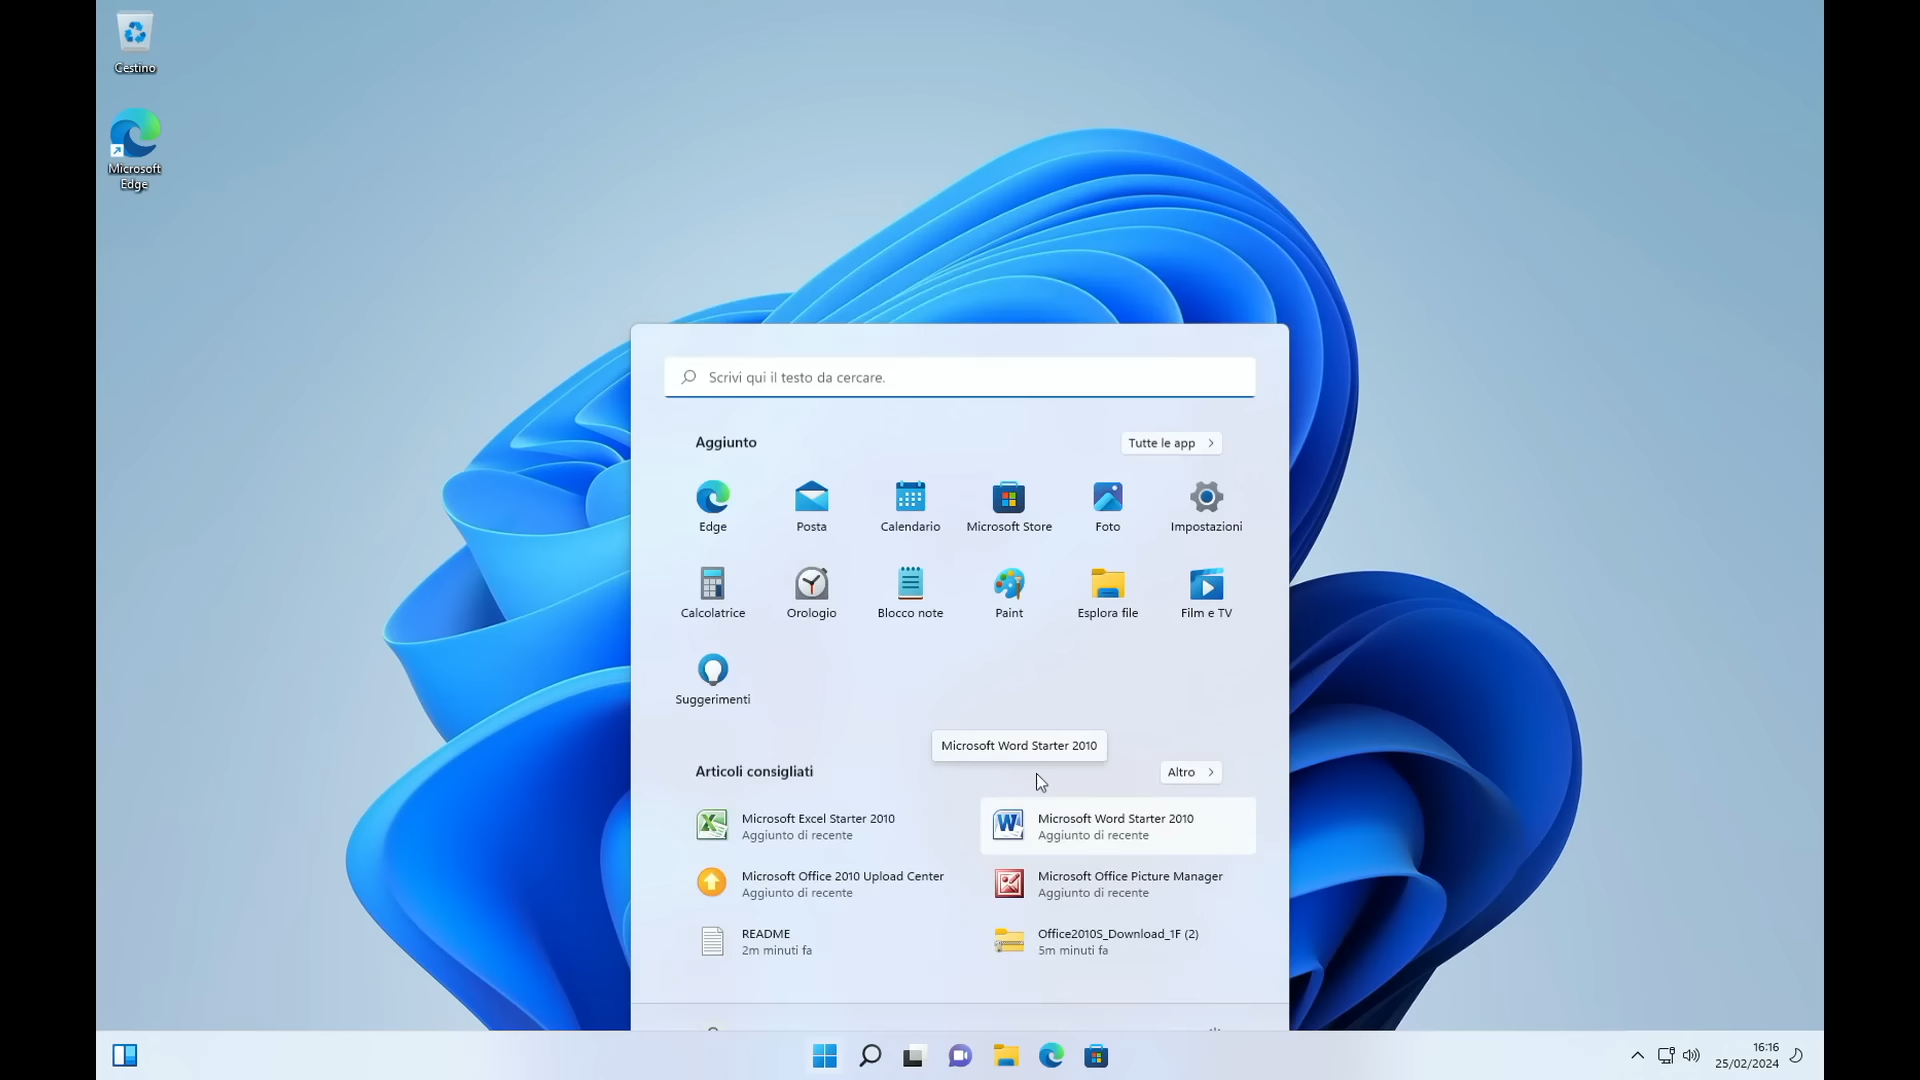 Cestino
Microsoft
Edge
Scrivi qui il testo da cercare.
Aggiunto
Tutte le app
Edge
Posta
Calendario
Microsoft Store
Foto
Impostazioni
Calcolatrice
Orologio
Blocco note
Paint
Esplora file
Film e TV
Suggerimenti
Microsoft Word Starter 2010
Articoli consigliati
Altro
Microsoft Excel Starter 2010
Aggiunto di recente
Microsoft Word Starter 2010
Aggiunto di recente
Microsoft Office 2010 Upload Center
Aggiunto di recente
Microsoft Office Picture Manager
Aggiunto di recente
README
2m minuti fa
Office2010S_Download_1F (2)
5m minuti fa
16:16
25/02/2024